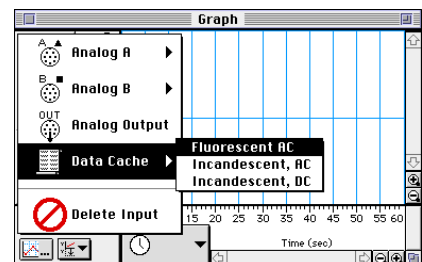 Graph
A
Analog A
B
Analog B
OUT
Analog Output
Data Cache
Fluorescent AC
Incandescent, AC
Incandescent, DC
Delete Input
15 20 25 30 35 40 45 50 55 60
Time (sec)